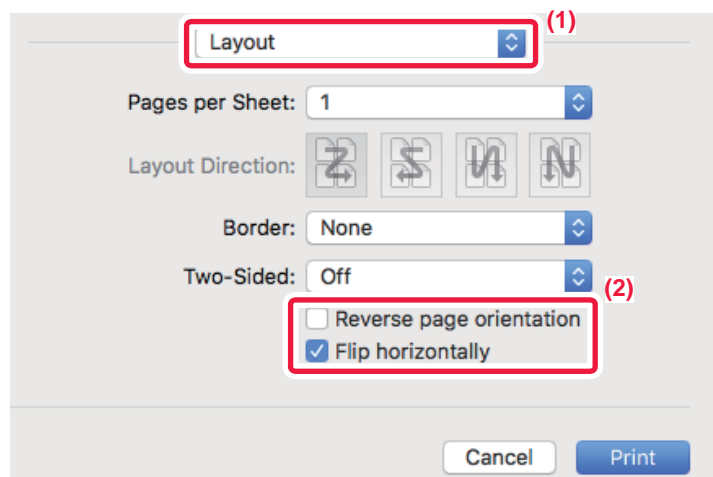 (1)
Layout
Pages per Sheet: 1
Layout Direction:
Border: None
Two-Sided: Off
(2)
Reverse page orientation
Flip horizontally
Cancel Print